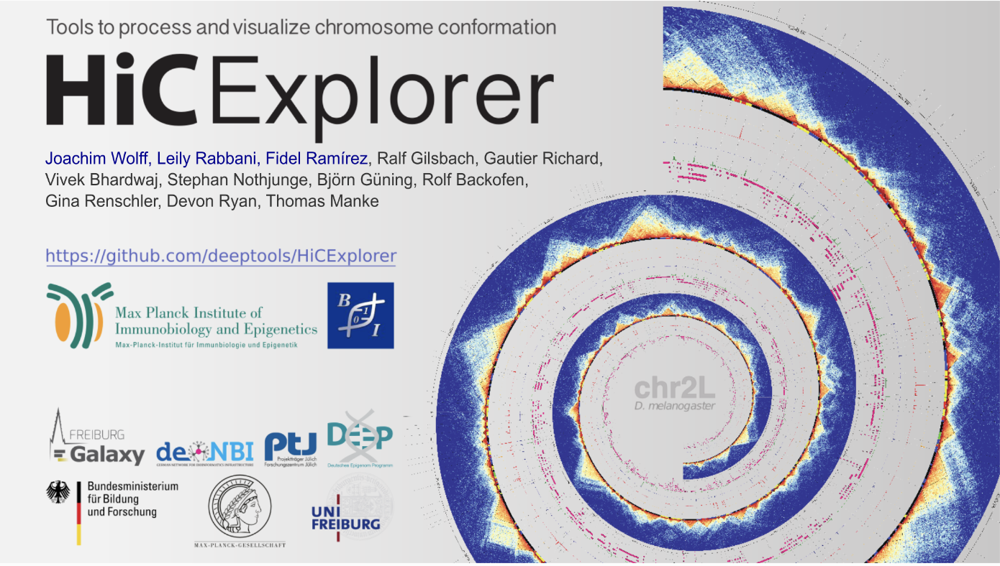 Tools to process and visualize chromosome conformation
HiCExplorer
Joachim Wolff, Leily Rabbani, Fidel Ramírez, Ralf Gilsbach, Gautier Richard,
Vivek Bhardwaj, Stephan Nothjunge, Björn Güning, Rolf Backofen,
Gina Renschler, Devon Ryan, Thomas Manke
https://github.com/deeptools/HiCExplorer
Max Planck Institute of
Immunobiology and Epigenetics
Max-Planck-Institut für Immunbiologie und Epigenetik
B
01
I
chr2L
D. melanogaster
FREIBURG
Galaxy
de.NBI
GERMAN NETWORK FOR BIOINFORMATICS INFRASTRUCTURE
PtJ
Projektträger Jülich
Forschungszentrum Jülich
DEEP
Deutsches Epigenom Programm
Bundesministerium
für Bildung
und Forschung
MAX-PLANCK-GESELLSCHAFT
UNI
FREIBURG